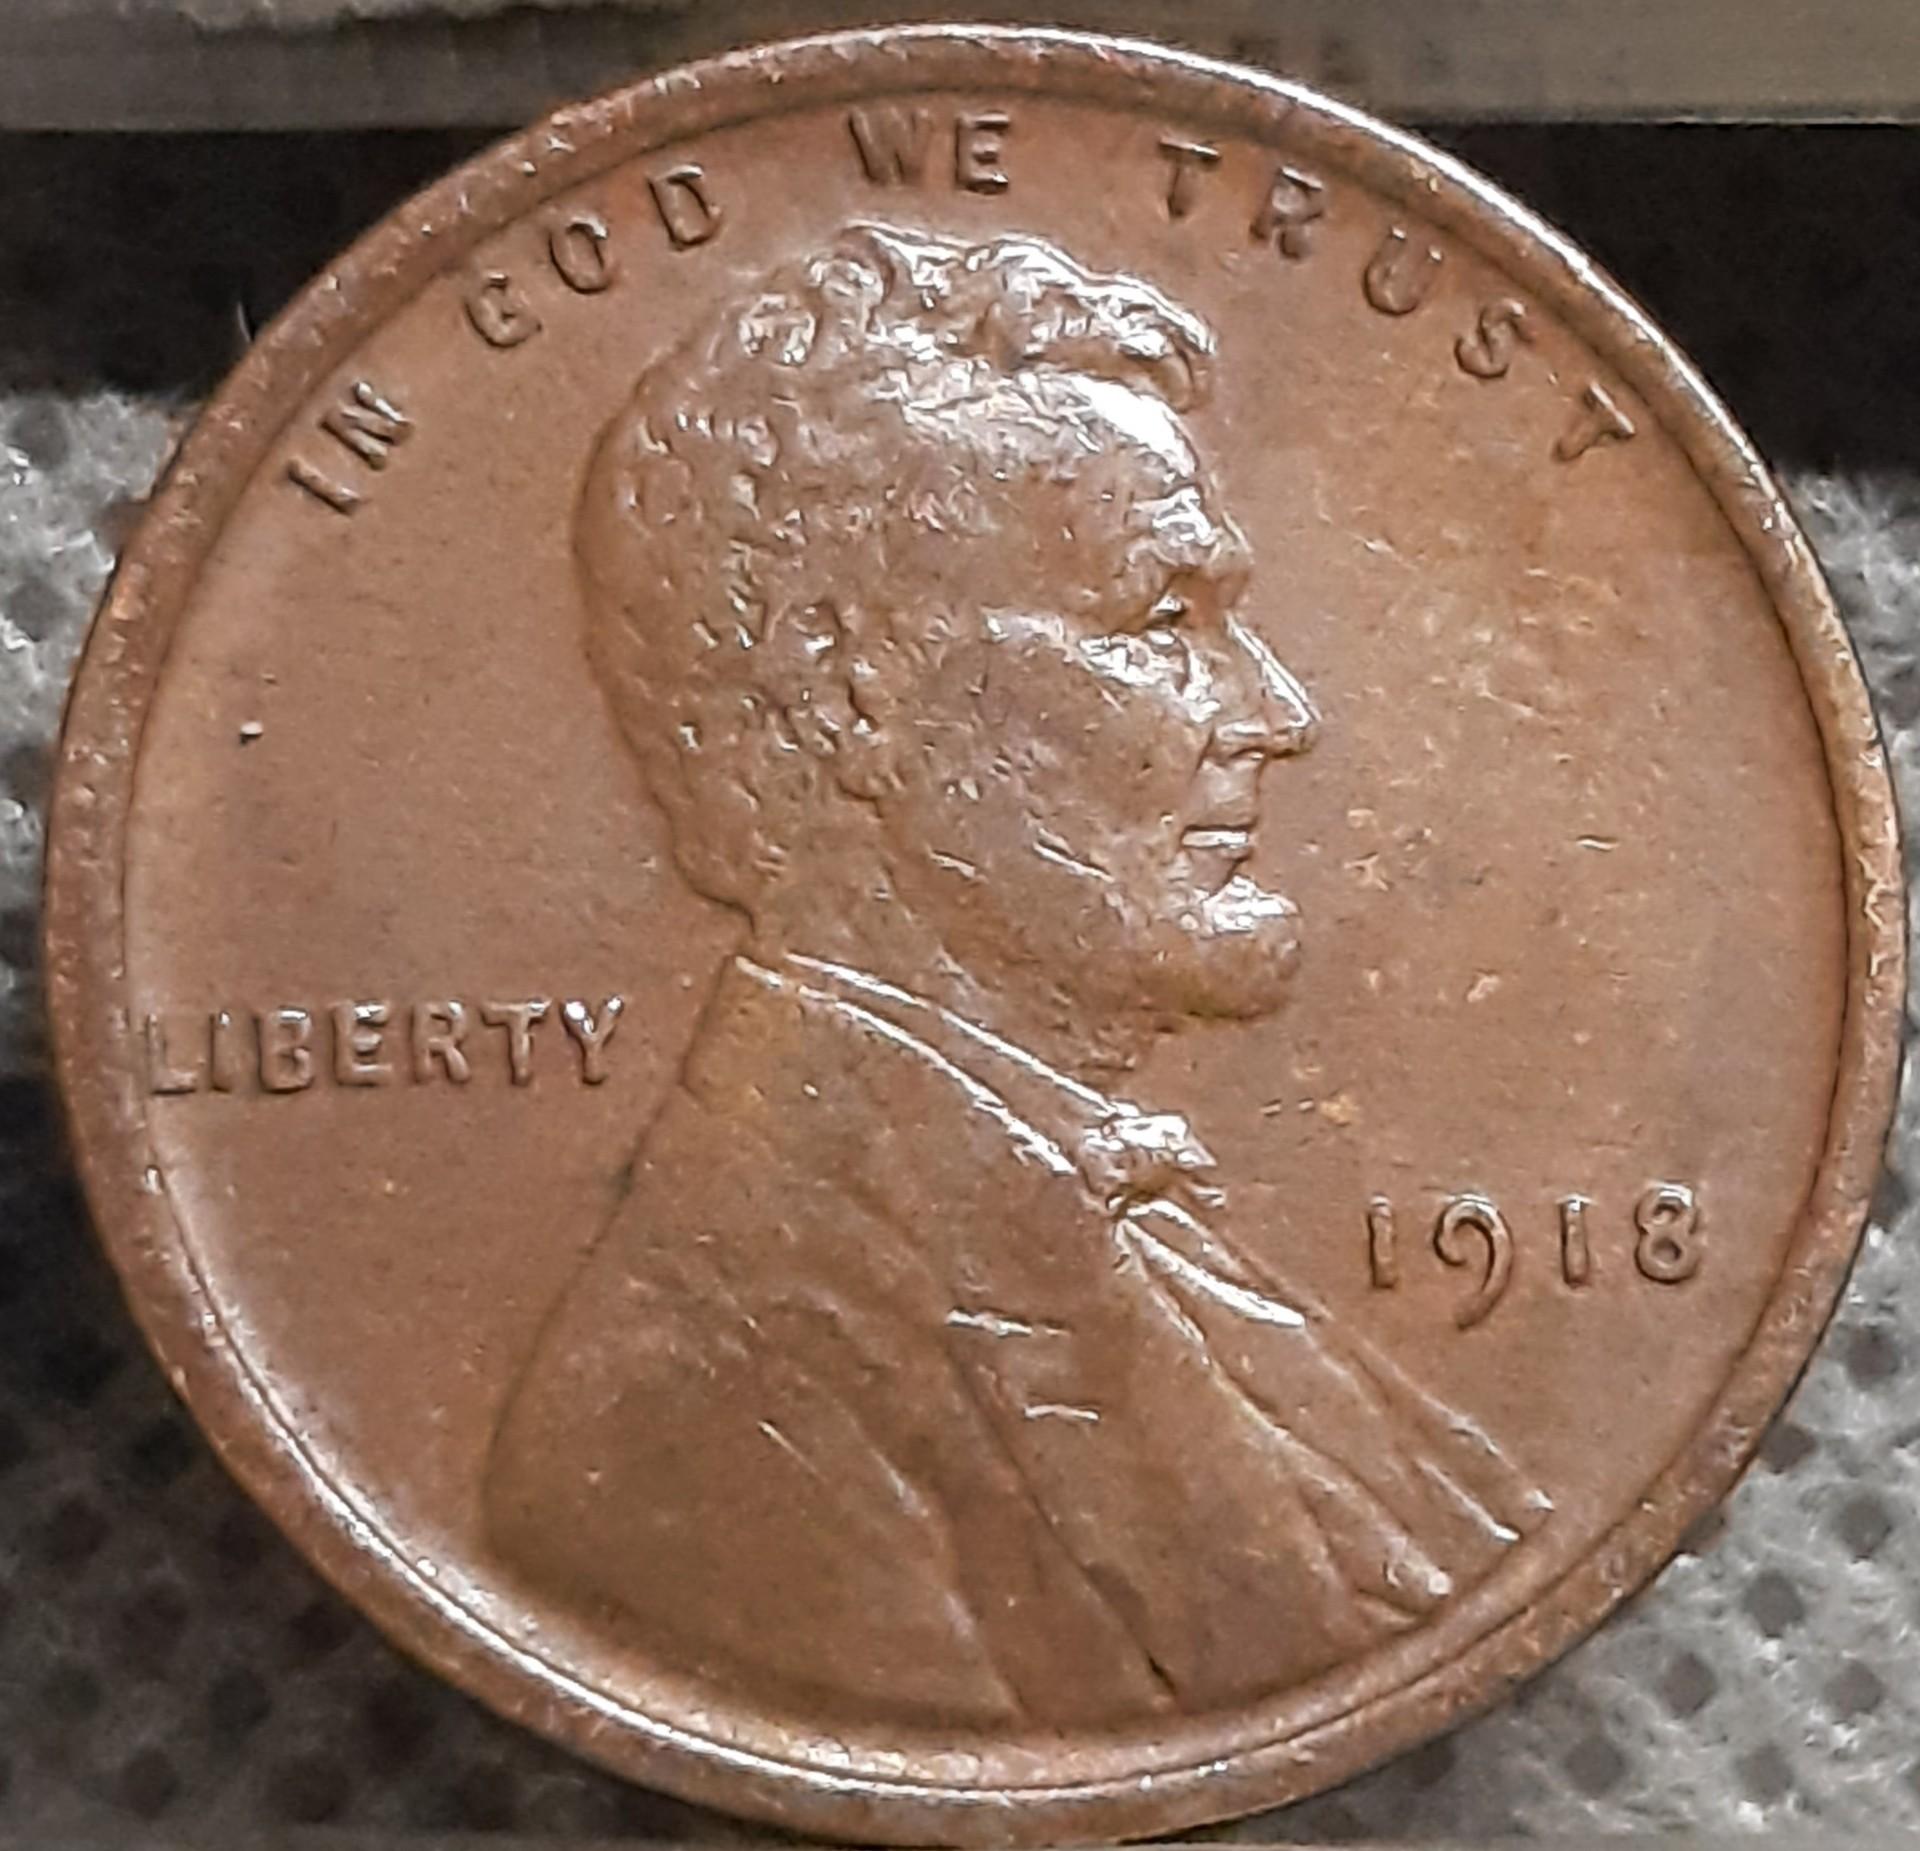 IN GOD WE TRUST
LIBERTY
1918